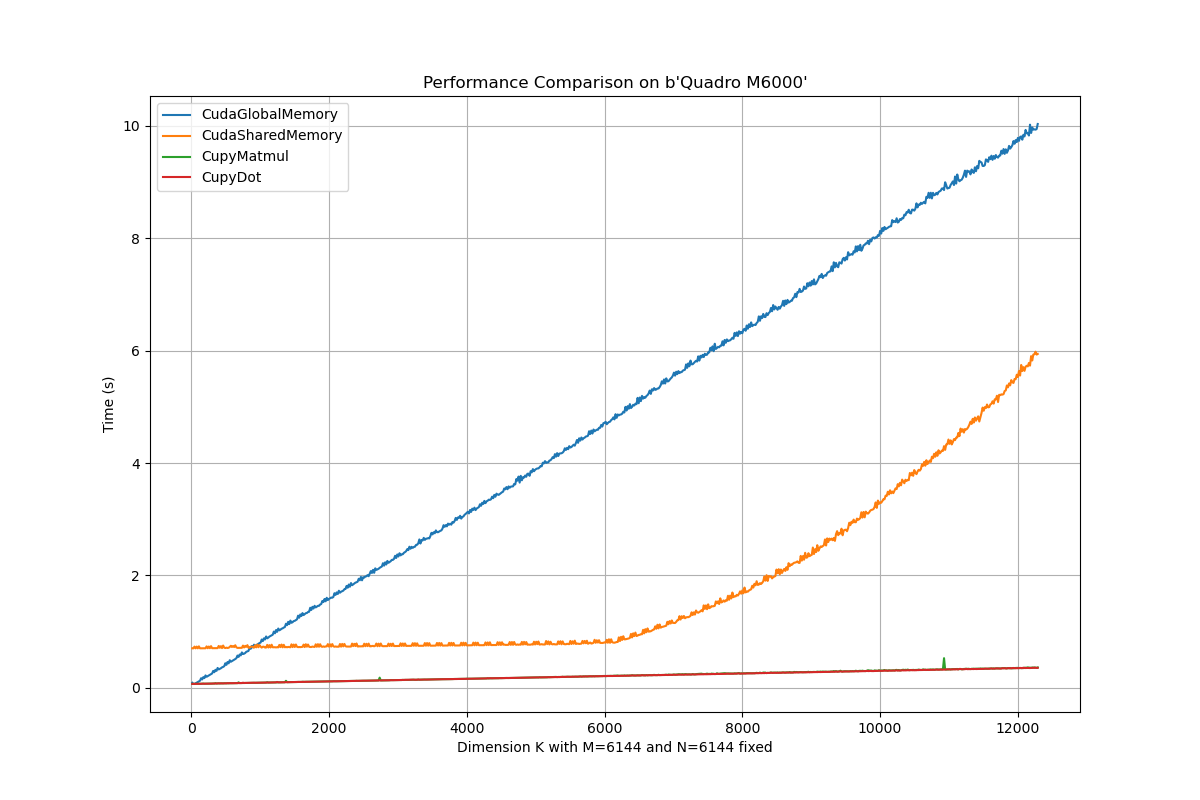 Performance Comparison on b'Quadro M6000'
CudaGlobalMemory
CudaSharedMemory
CupyMatmul
CupyDot
10
8
6
4
2
0
Time (s)
0 2000 4000 6000 8000 10000 12000
Dimension K with M=6144 and N=6144 fixed